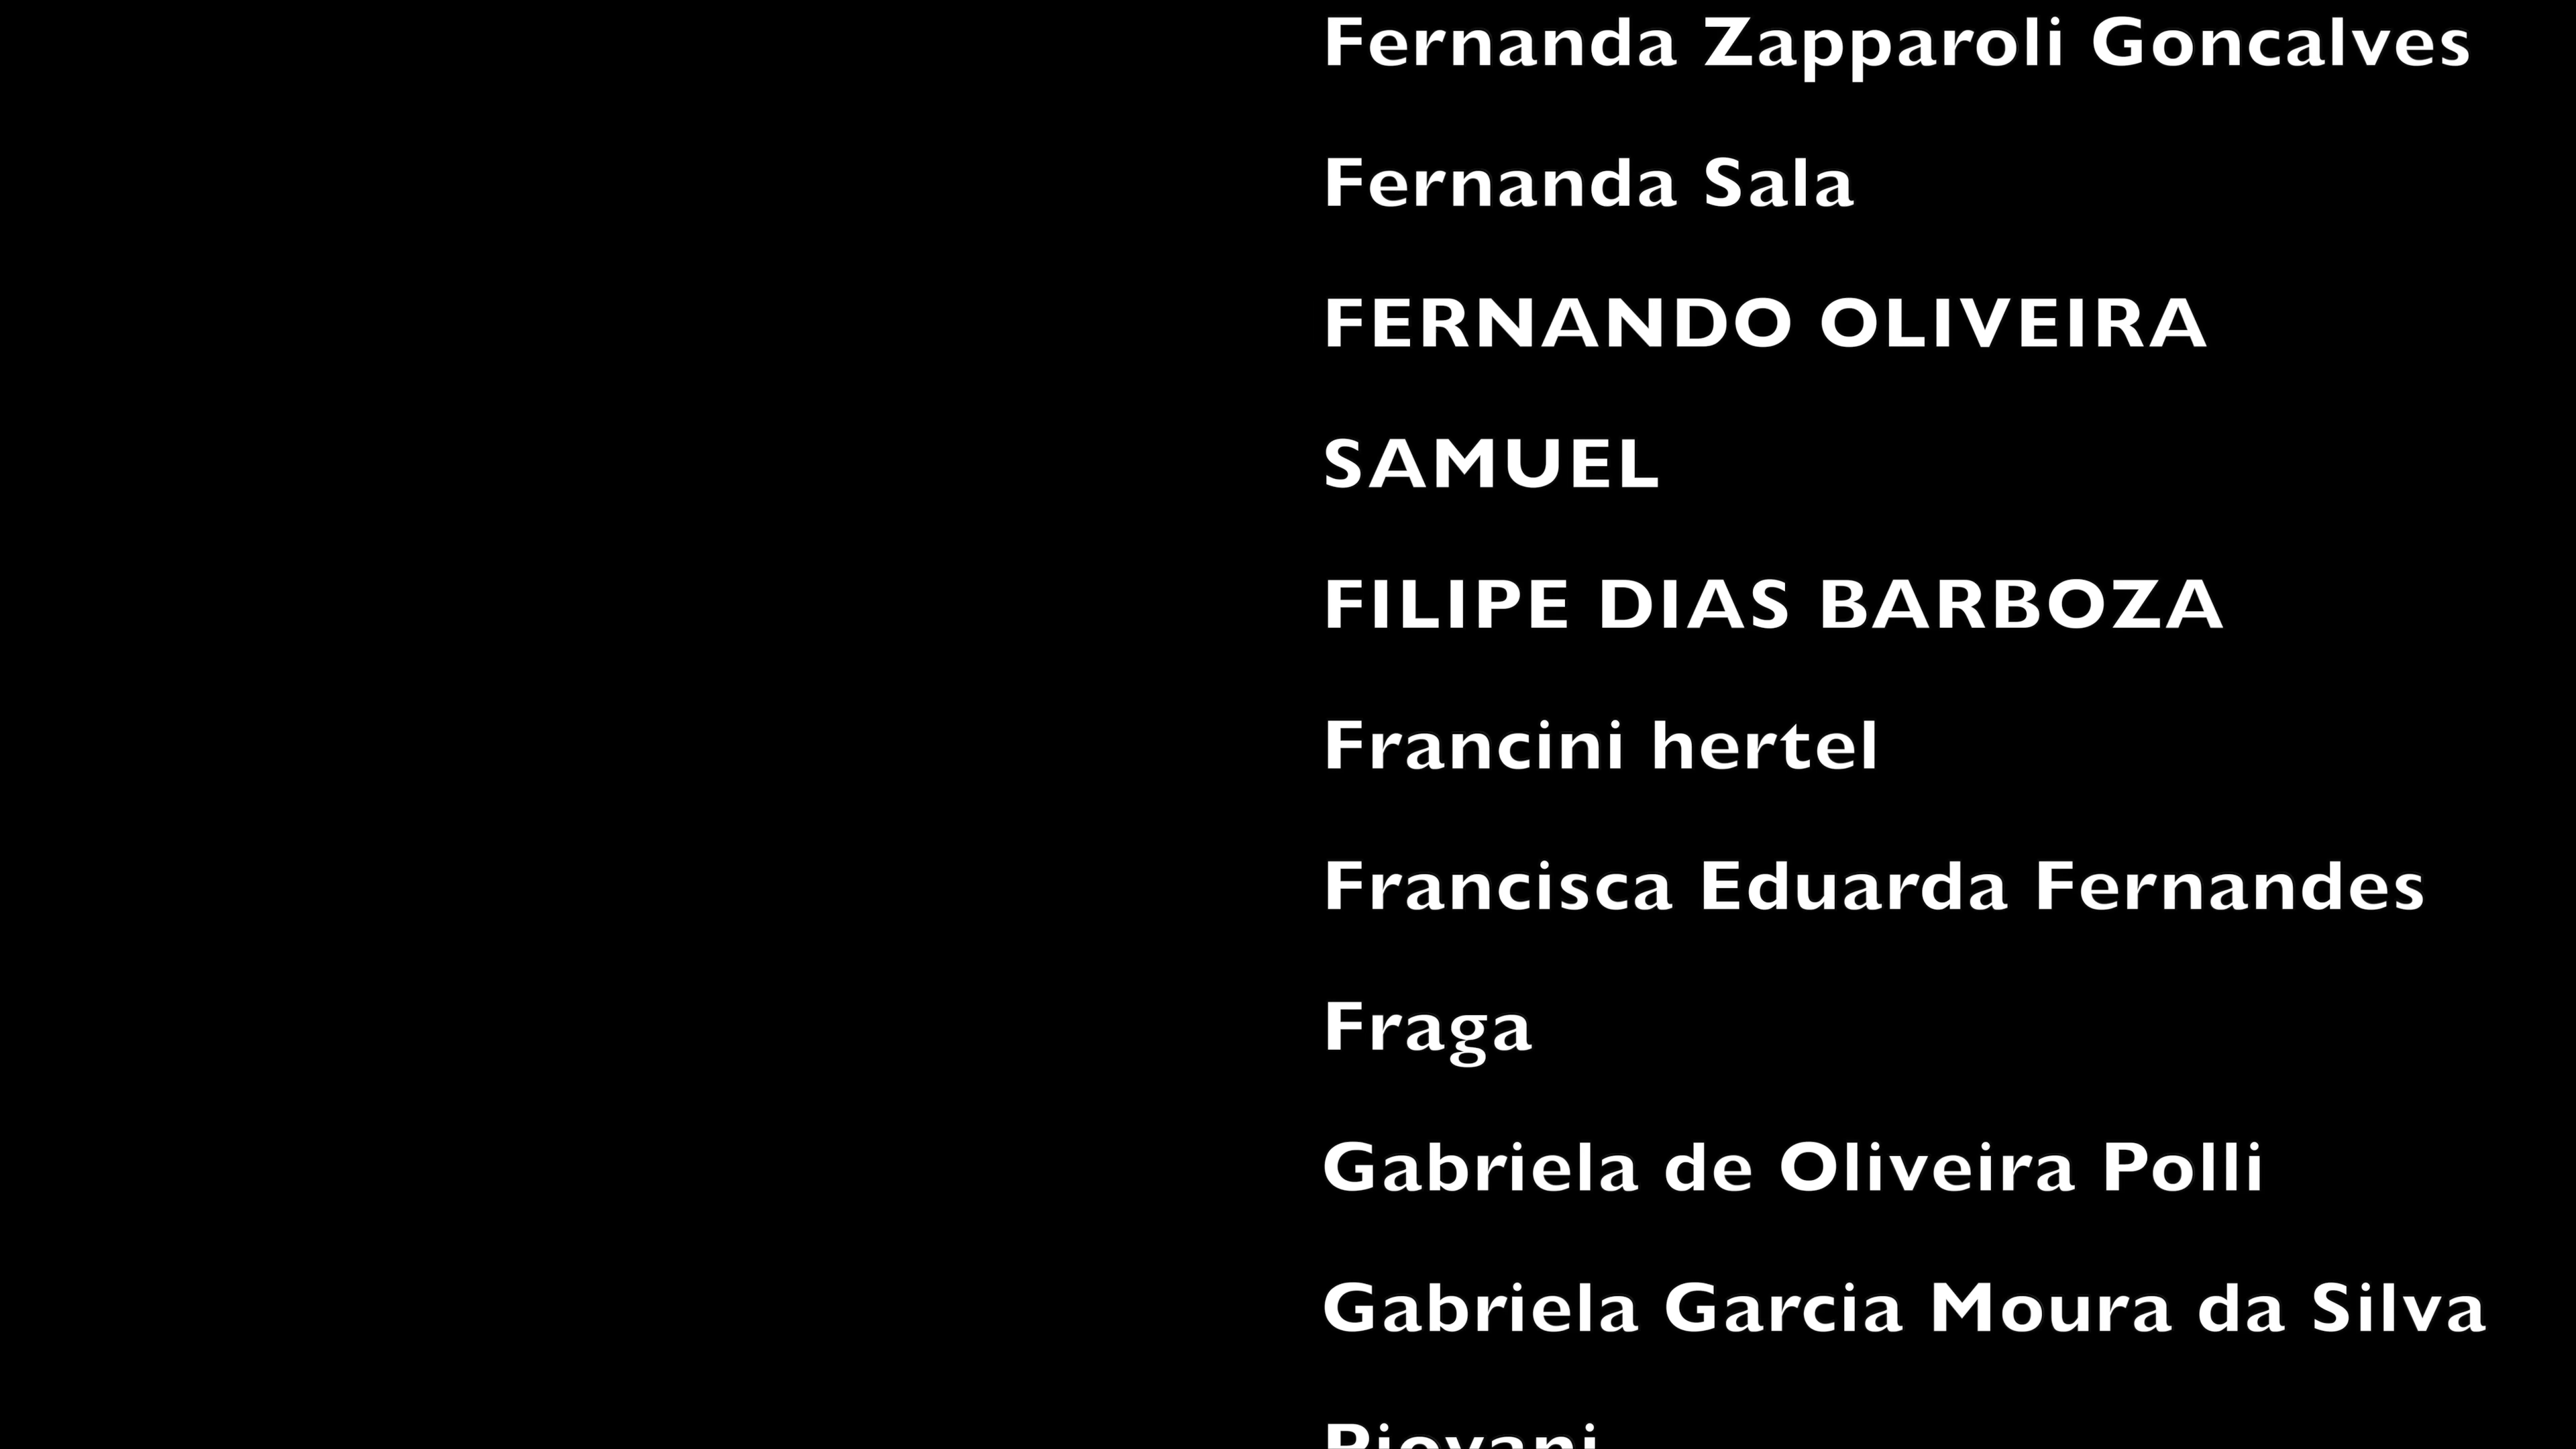 Fernanda Zapparoli Goncalves
Fernanda Sala
FERNANDO OLIVEIRA
SAMUEL
FILIPE DIAS BARBOZA
Francini hertel
Francisca Eduarda Fernandes
Fraga
Gabriela de Oliveira Polli
Gabriela Garcia Moura da Silva